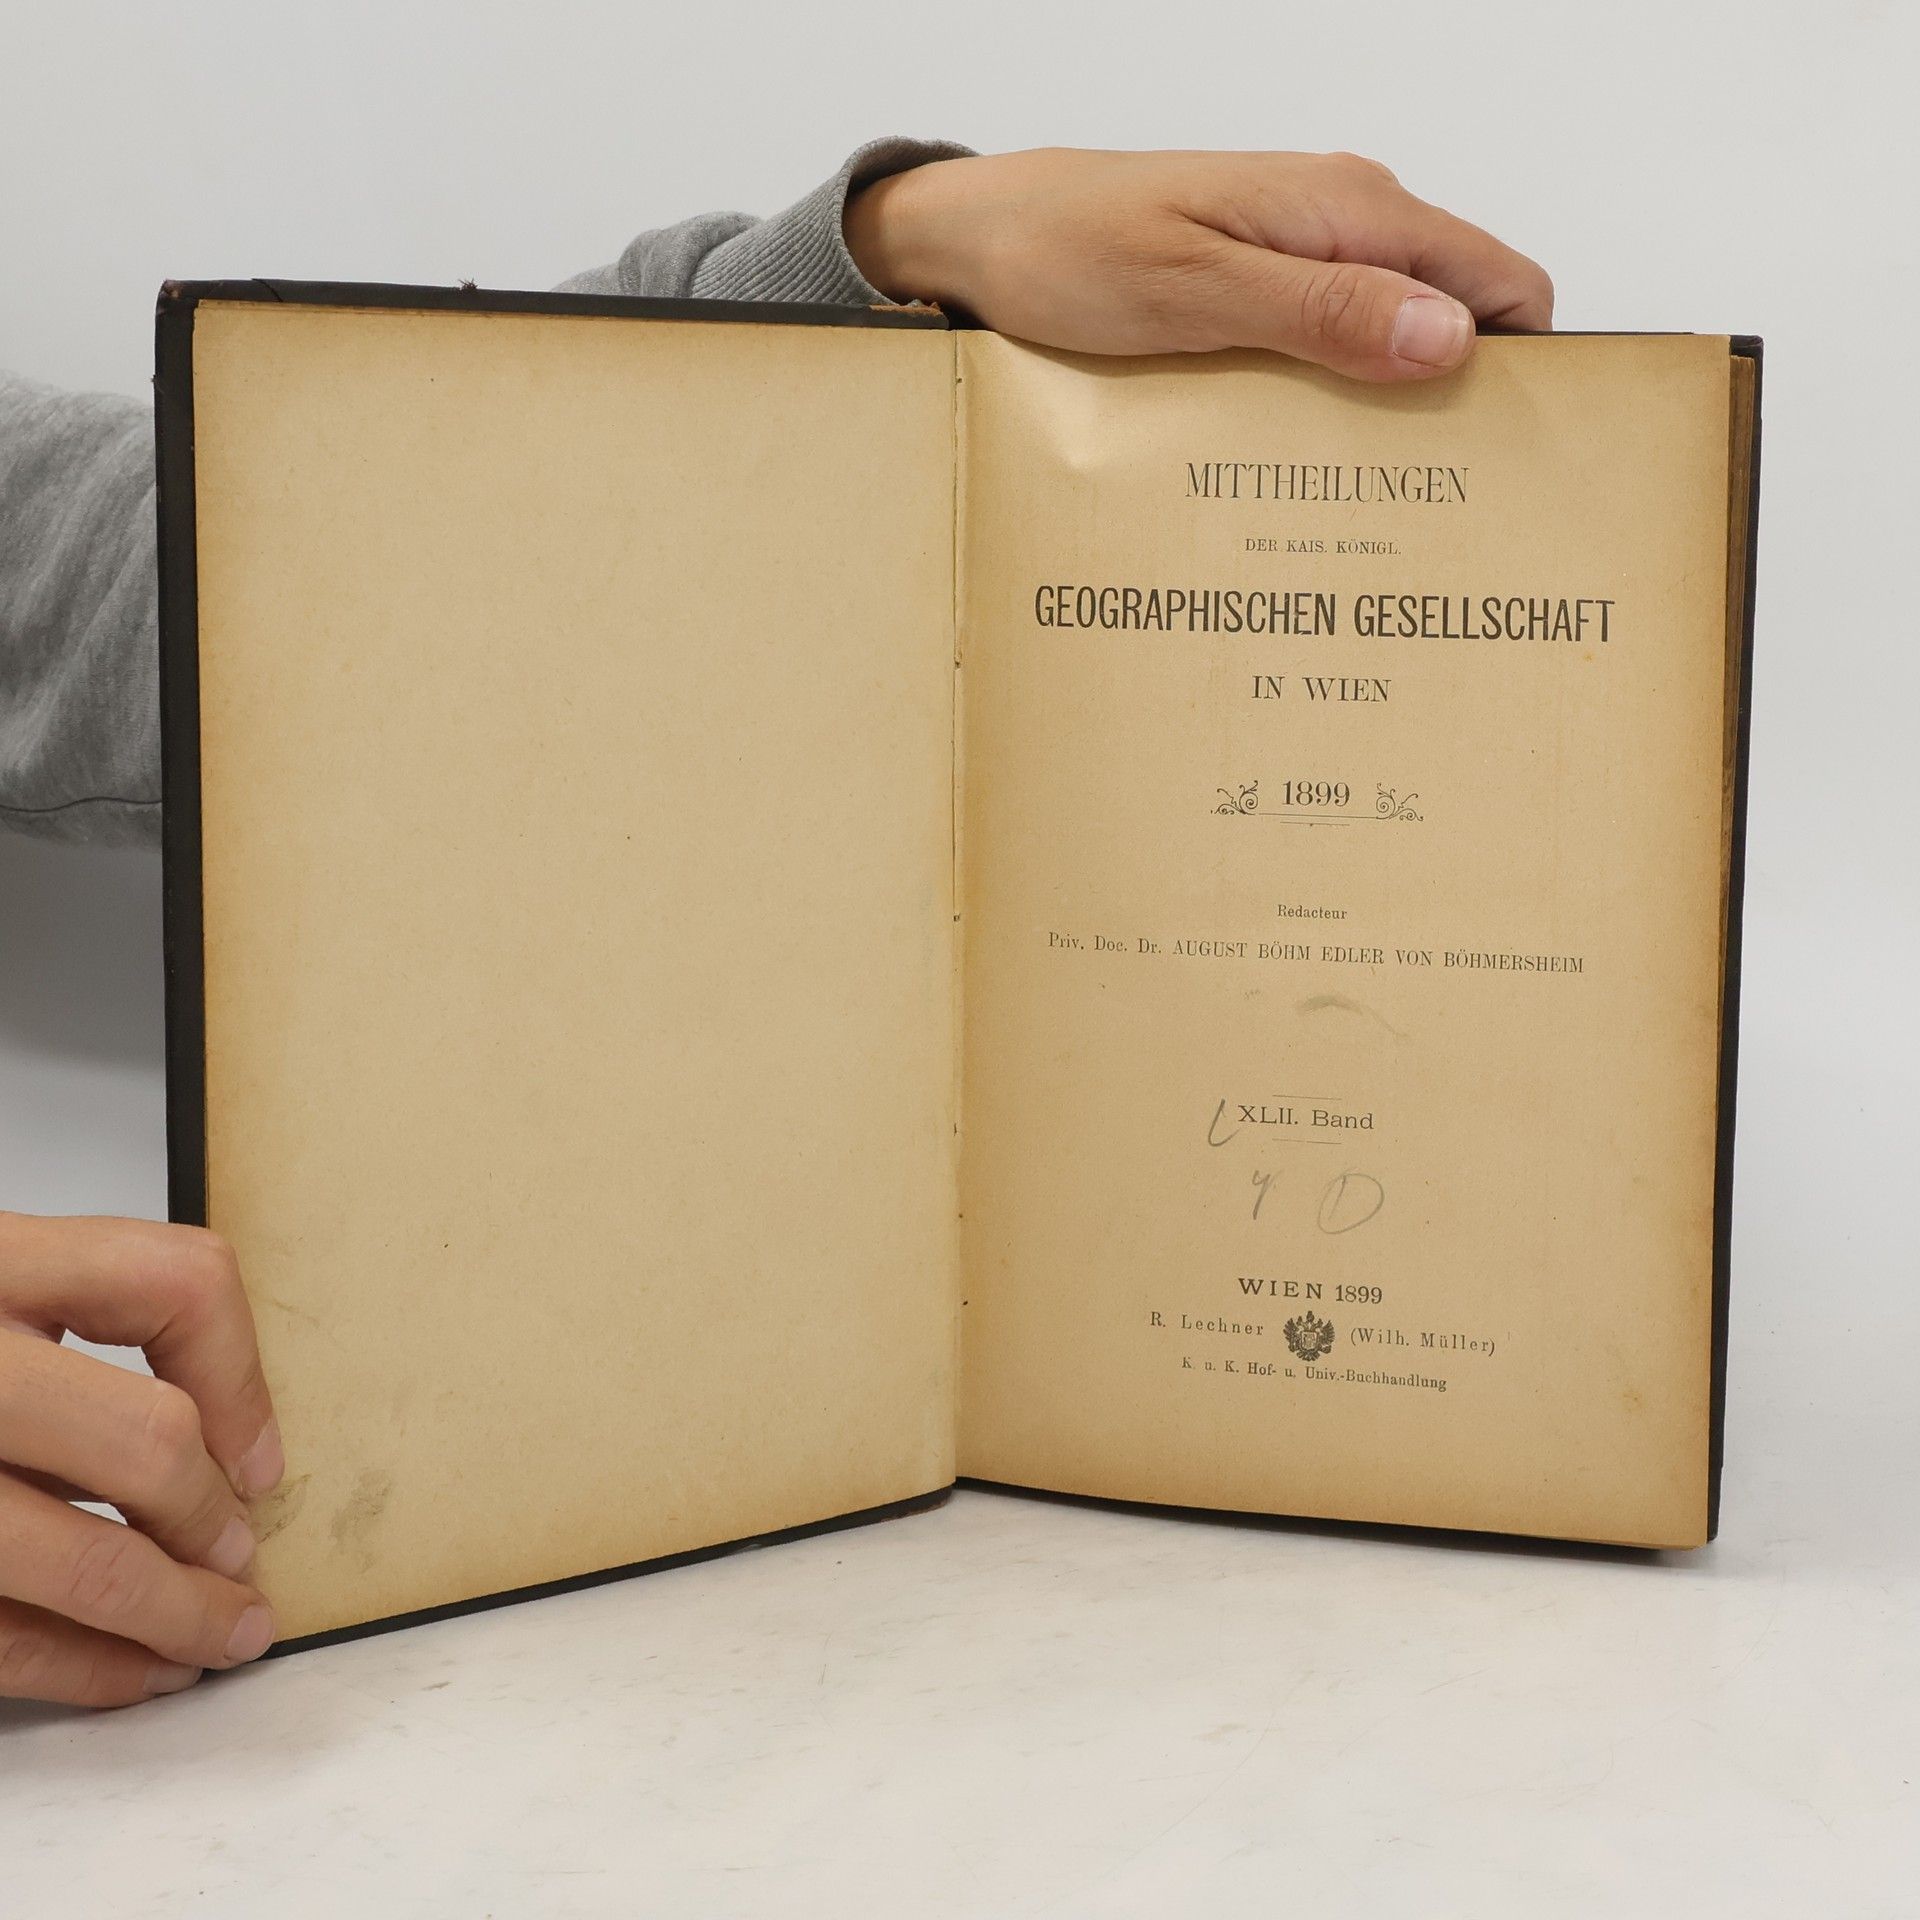 MITTHEILUNGEN
DER KAIS. KÖNIGL.
GEOGRAPHISCHEN GESELLSCHAFT
IN WIEN
1899
Redacteur
Priv. Doc. Dr. AUGUST BÖHM EDLER VON BÖHMERSHEIM
XLII. Band
WIEN 1899
R. Lechner (Wilh. Müller)
K. u. K. Hof- u. Univ.-Buchhandlung